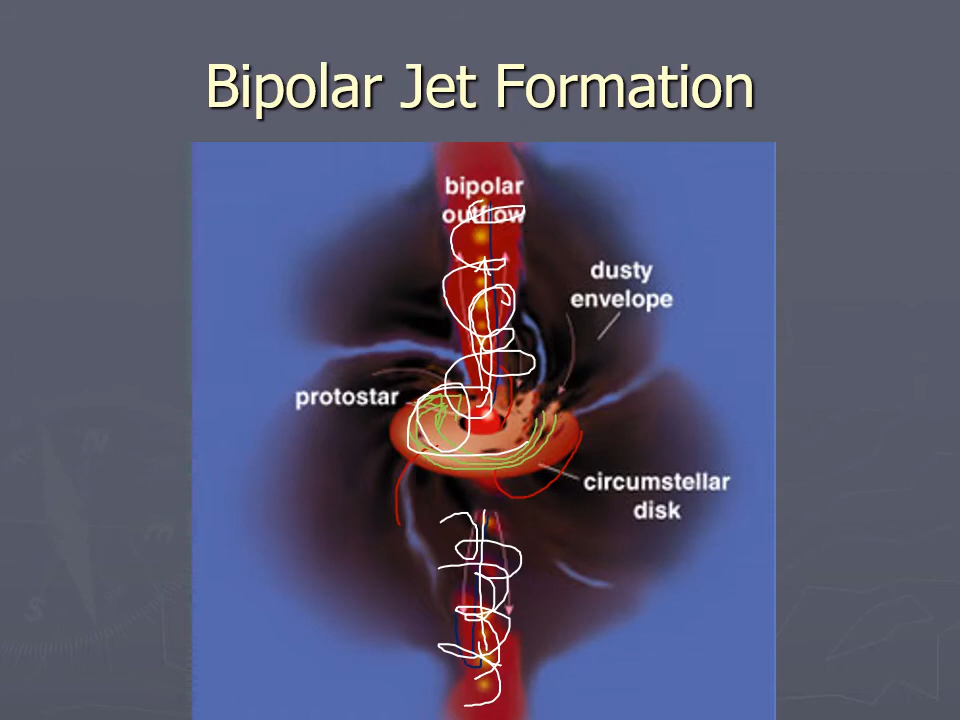 Bipolar Jet Formation
bipolar
outflow
dusty
envelope
protostar
circumstellar
disk